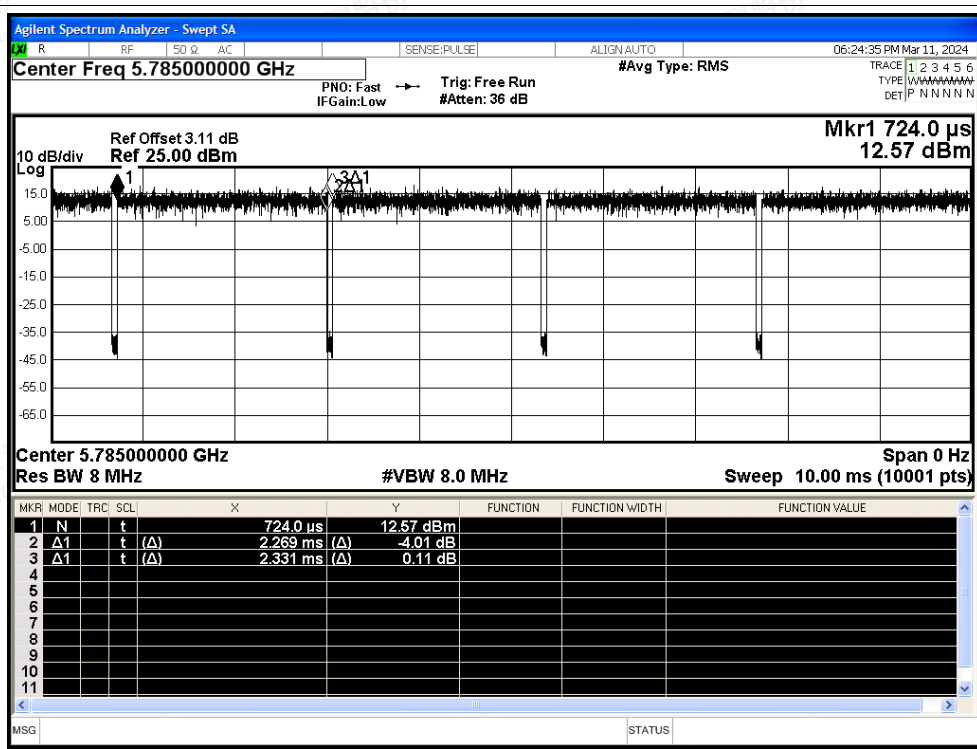 Agilent Spectrum Analyzer - Swept SA
LXI R RF 50 Ω AC SENSE:PULSE ALIGN AUTO 06:24:35 PM Mar 11, 2024
Center Freq 5.785000000 GHz
PNO: Fast
IFGain:Low
Trig: Free Run
#Atten: 36 dB
#Avg Type: RMS
TRACE 1 2 3 4 5 6
TYPE
DET P N N N N N
Mkr1 724.0 µs
12.57 dBm
Ref Offset 3.11 dB
10 dB/div Ref 25.00 dBm
Log
1
3Δ1
2Δ1
15.0
5.00
-5.00
-15.0
-25.0
-35.0
-45.0
-55.0
-65.0
Center 5.785000000 GHz Span 0 Hz
Res BW 8 MHz #VBW 8.0 MHz Sweep 10.00 ms (10001 pts)
MKR MODE TRC SCL X Y FUNCTION FUNCTION WIDTH FUNCTION VALUE
1 N t 724.0 µs 12.57 dBm
2 Δ1 t (Δ) 2.269 ms (Δ) -4.01 dB
3 Δ1 t (Δ) 2.331 ms (Δ) 0.11 dB
4
5
6
7
8
9
10
11
MSG STATUS